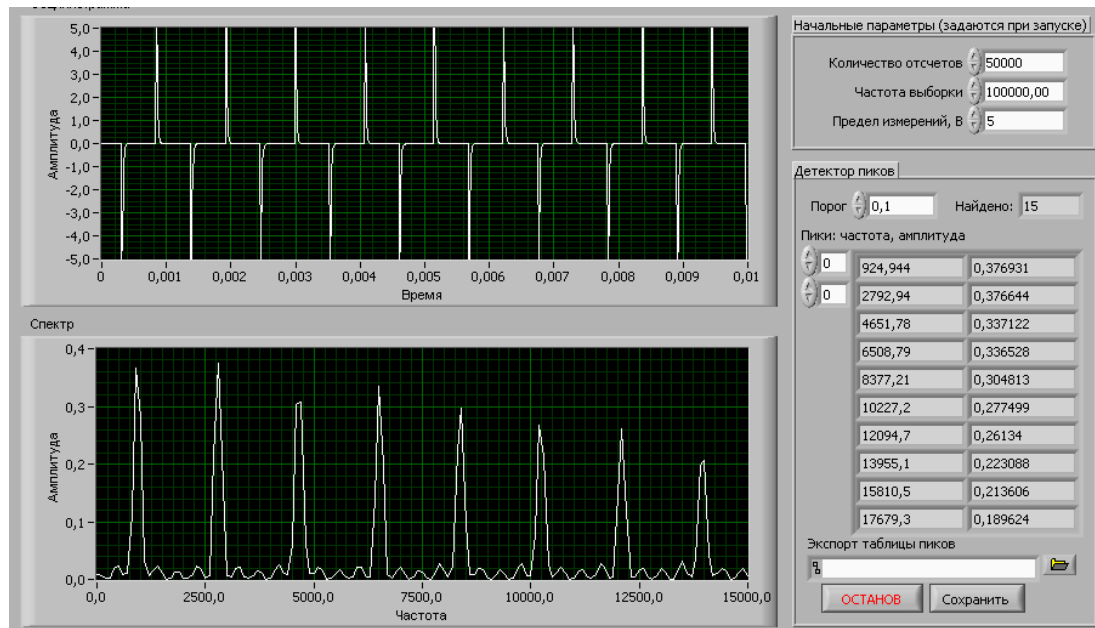 Начальные параметры (задаются при запуске)
Количество отсчетов 50000
Частота выборки 100000,00
Предел измерений, В 5
5,0
4,0
3,0
2,0
1,0
0,0
-1,0
-2,0
-3,0
-4,0
-5,0
Амплитуда
0 0,001 0,002 0,003 0,004 0,005 0,006 0,007 0,008 0,009 0,01
Время
Детектор пиков
Порог 0,1 Найдено: 15
Пики: частота, амплитуда
0 924,944 0,376931
0 2792,94 0,376644
4651,78 0,337122
6508,79 0,336528
8377,21 0,304813
10227,2 0,277499
12094,7 0,26134
13955,1 0,223088
15810,5 0,213606
17679,3 0,189624
Экспорт таблицы пиков
ОСТАНОВ Сохранить
Спектр
0,4
0,3
0,2
0,1
0,0
Амплитуда
0,0 2500,0 5000,0 7500,0 10000,0 12500,0 15000,0
Частота